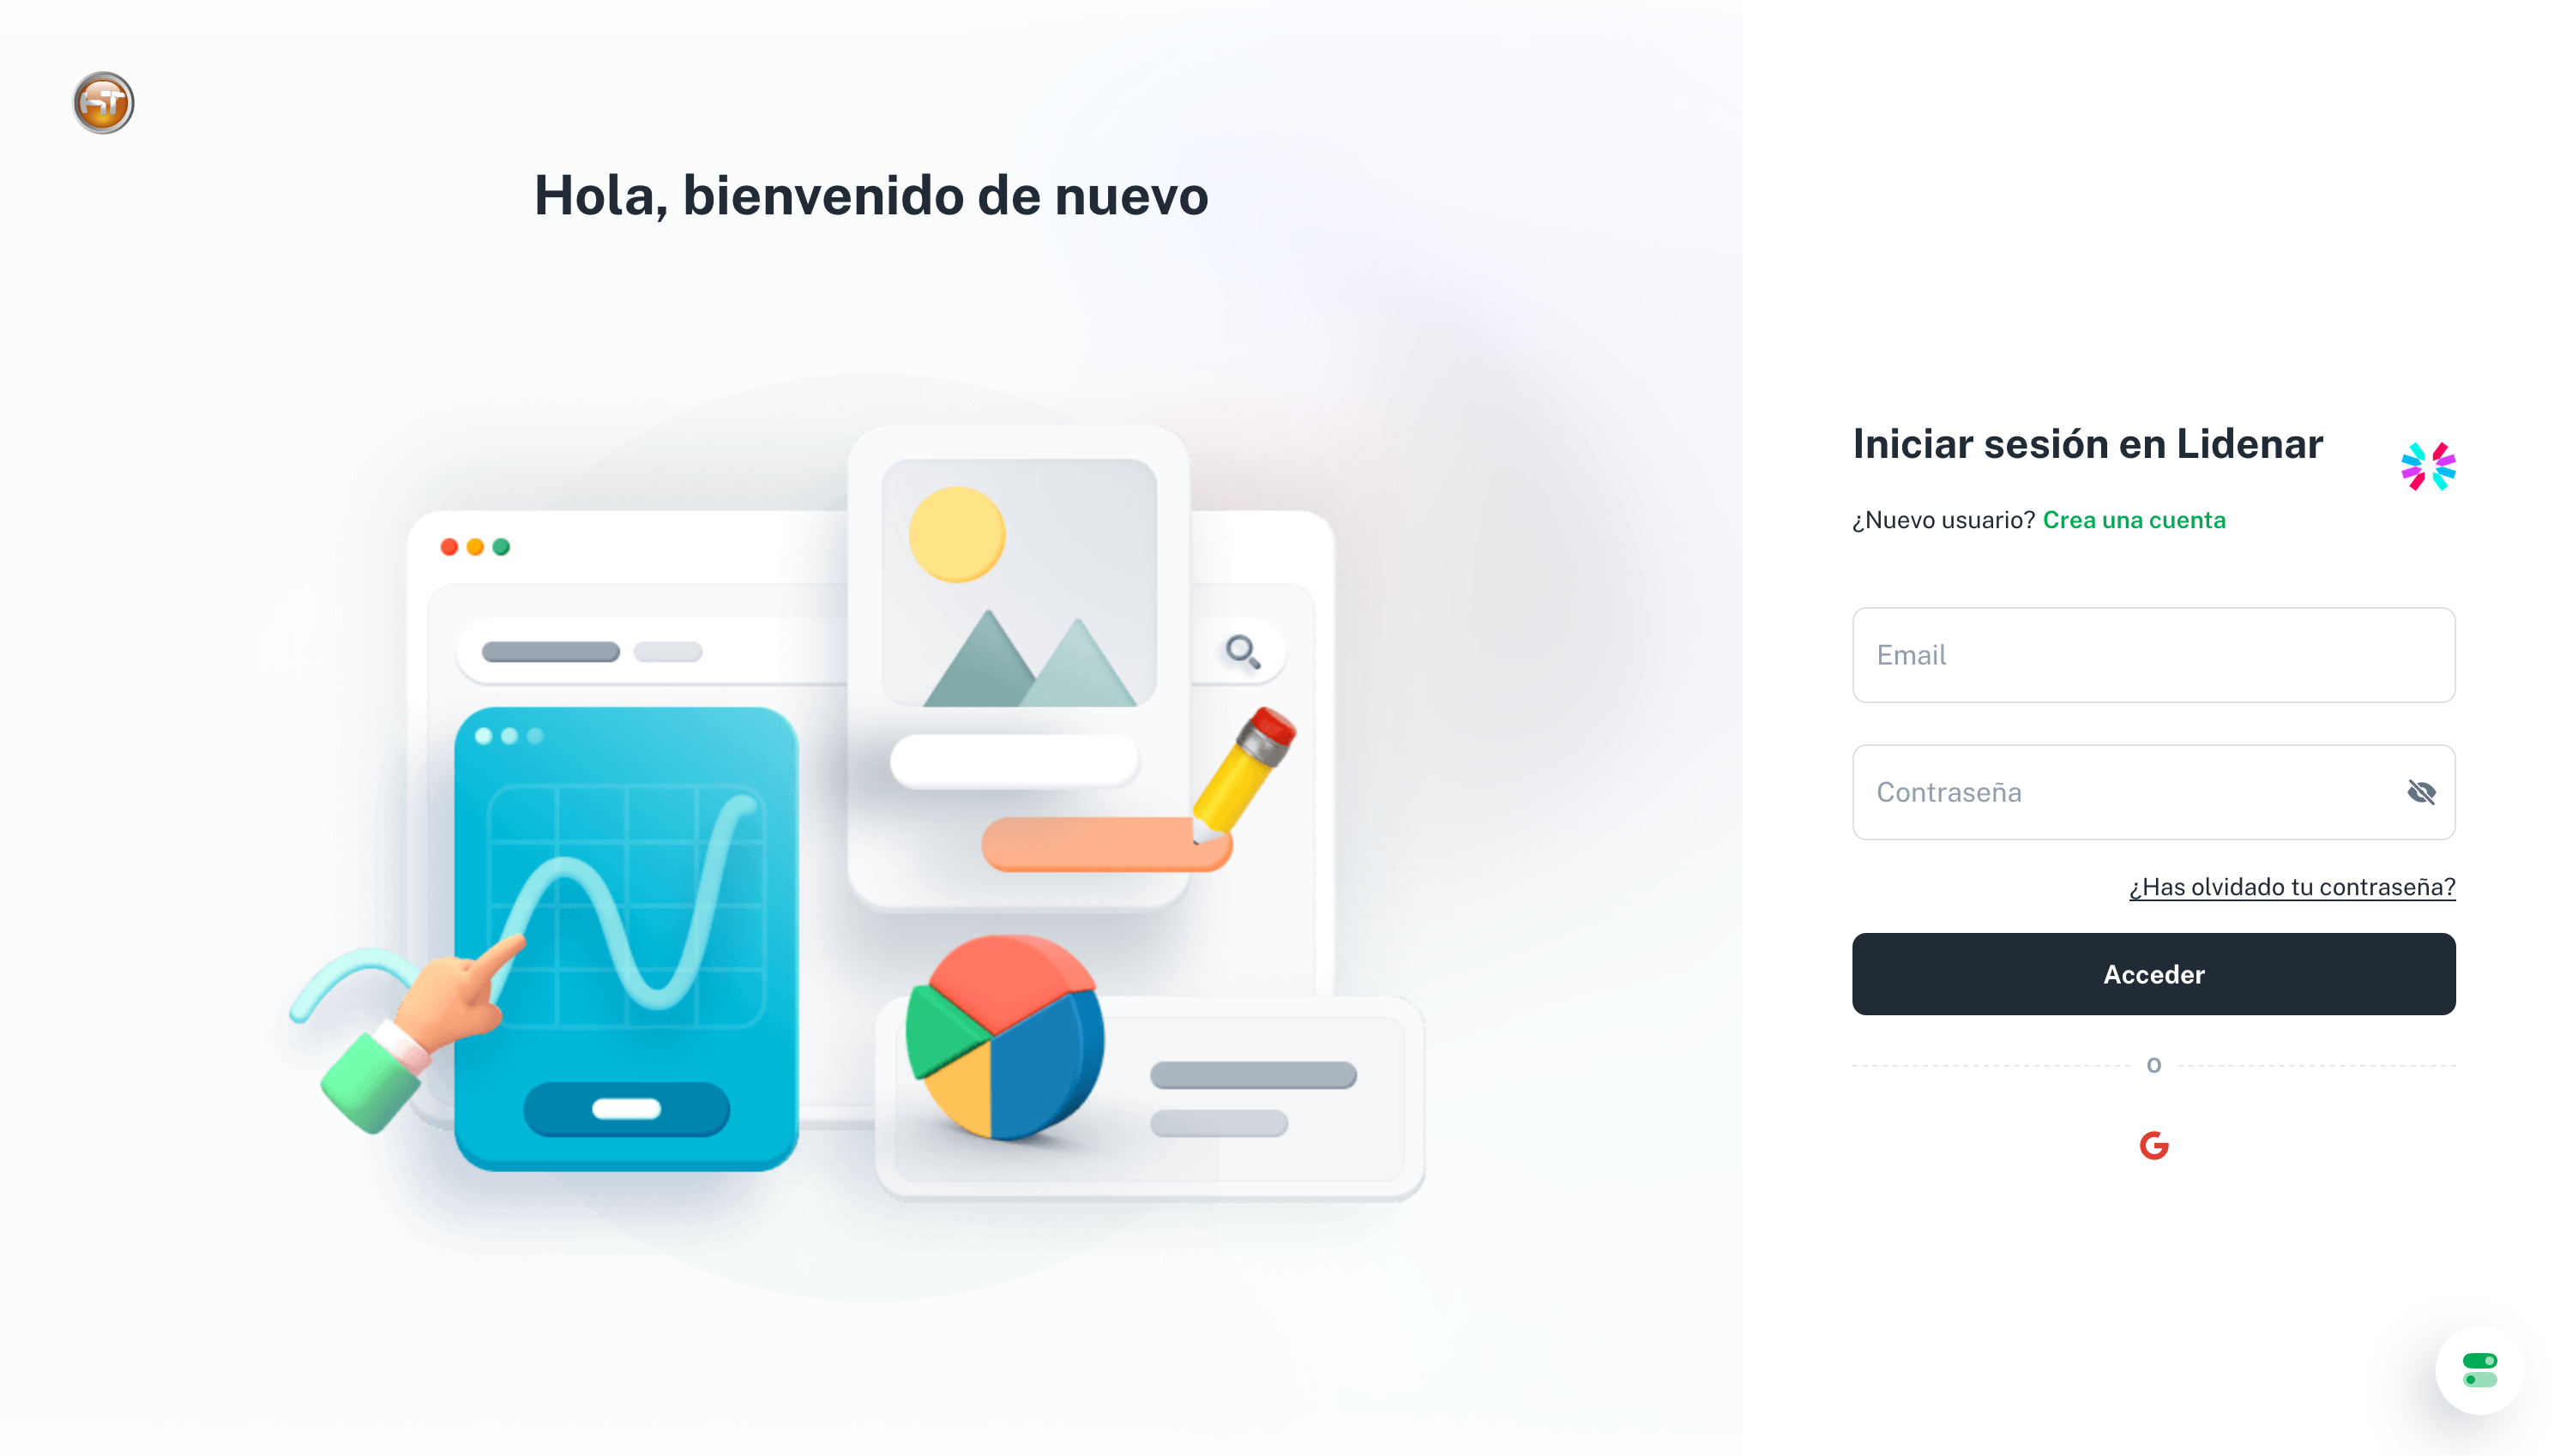 HT
Hola, bienvenido de nuevo
Iniciar sesión en Lidenar
¿Nuevo usuario? Crea una cuenta
Email
Contraseña
¿Has olvidado tu contraseña?
Acceder
O
G